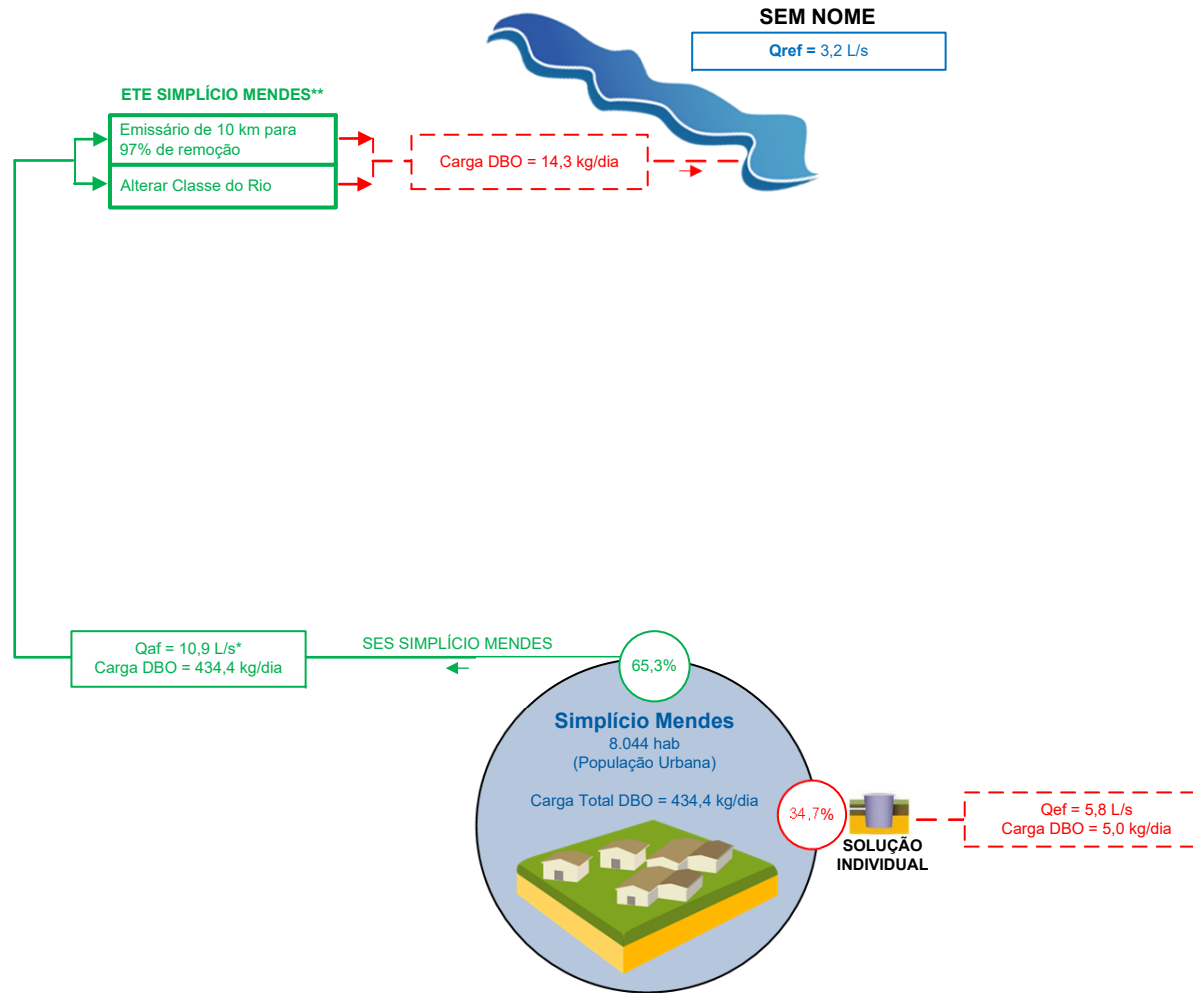 SEM NOME
Qref = 3,2 L/s
ETE SIMPLÍCIO MENDES**
Emissário de 10 km para
97% de remoção
Alterar Classe do Rio
Carga DBO = 14,3 kg/dia
Qaf = 10,9 L/s*
Carga DBO = 434,4 kg/dia
SES SIMPLÍCIO MENDES
65,3%
Simplício Mendes
8.044 hab
(População Urbana)
Carga Total DBO = 434,4 kg/dia
34,7%
SOLUÇÃO
INDIVIDUAL
Qef = 5,8 L/s
Carga DBO = 5,0 kg/dia